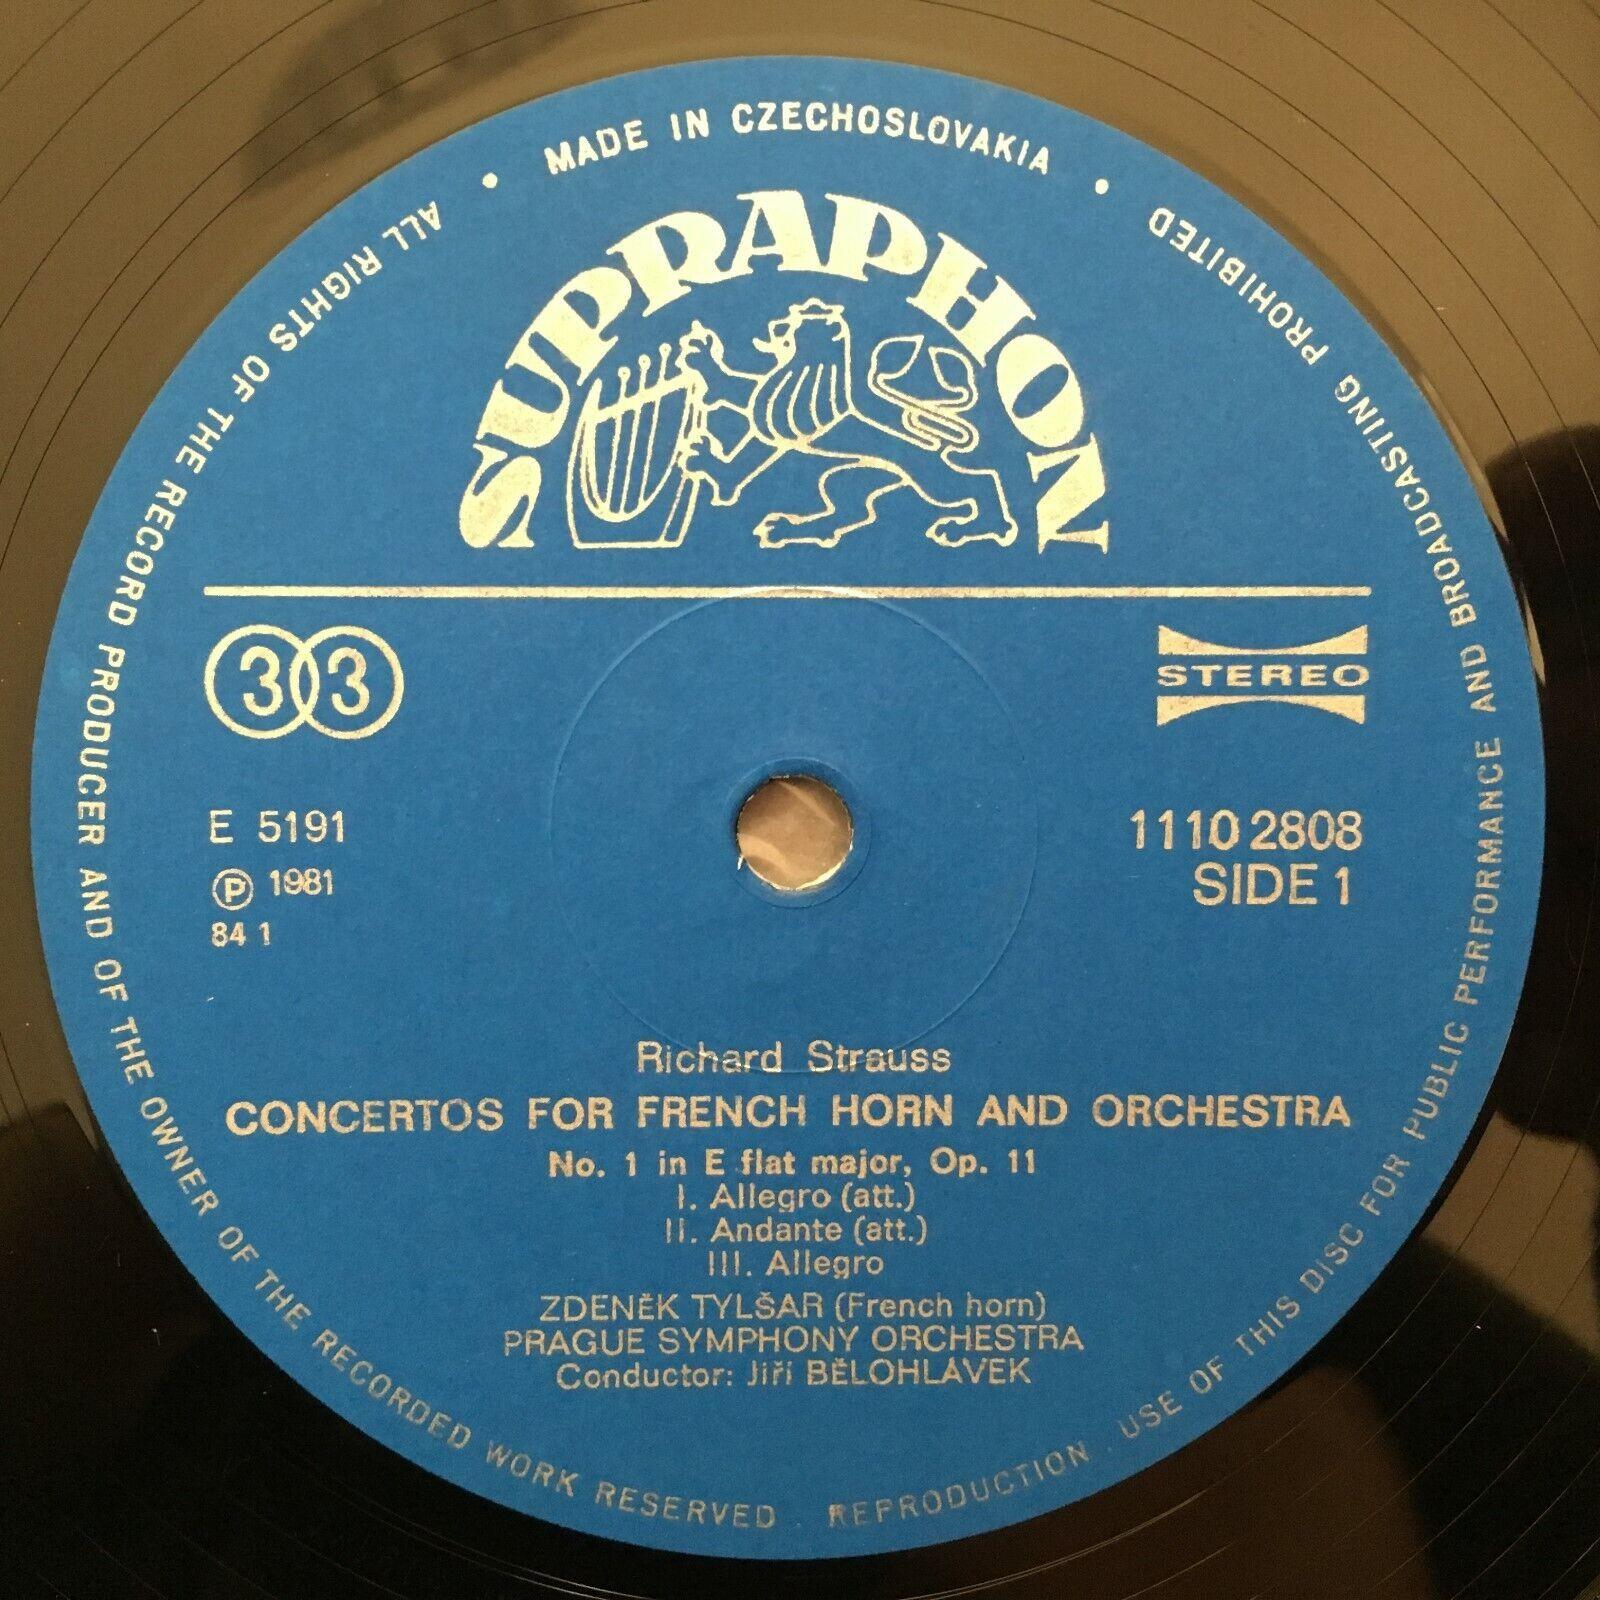 MADE IN CZECHOSLOVAKIA
SUPRAPHON
33
STEREO
E 5191
℗ 1981
84 1
1110 2808
SIDE 1
Richard Strauss
CONCERTOS FOR FRENCH HORN AND ORCHESTRA
No. 1 in E flat major, Op. 11
I. Allegro (att.)
II. Andante (att.)
III. Allegro
ZDENĚK TYLŠAR (French horn)
PRAGUE SYMPHONY ORCHESTRA
Conductor: Jiří BĚLOHLÁVEK
ALL RIGHTS OF THE RECORD PRODUCER AND OF THE OWNER OF THE RECORDED WORK RESERVED REPRODUCTION . USE OF THIS DISC FOR PUBLIC PERFORMANCE AND BROADCASTING PROHIBITED